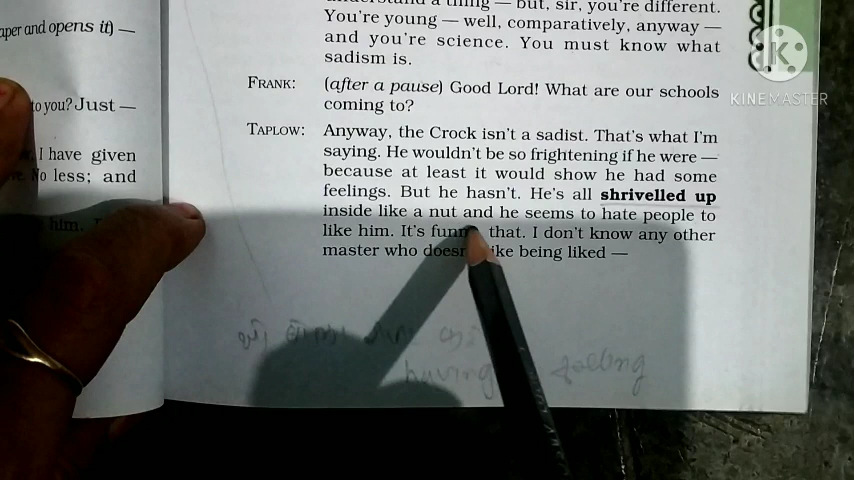 aper and opens it) —
to you? Just —
I have given
No less; and
him.
understand a thing — but, sir, you're different.
You're young — well, comparatively, anyway —
and you're science. You must know what
sadism is.
FRANK: (after a pause) Good Lord! What are our schools
coming to?
TAPLOW: Anyway, the Crock isn't a sadist. That's what I'm
saying. He wouldn't be so frightening if he were —
because at least it would show he had some
feelings. But he hasn't. He's all shrivelled up
inside like a nut and he seems to hate people to
like him. It's funny that. I don't know any other
master who doesn't like being liked —
having feeling
KINEMASTER